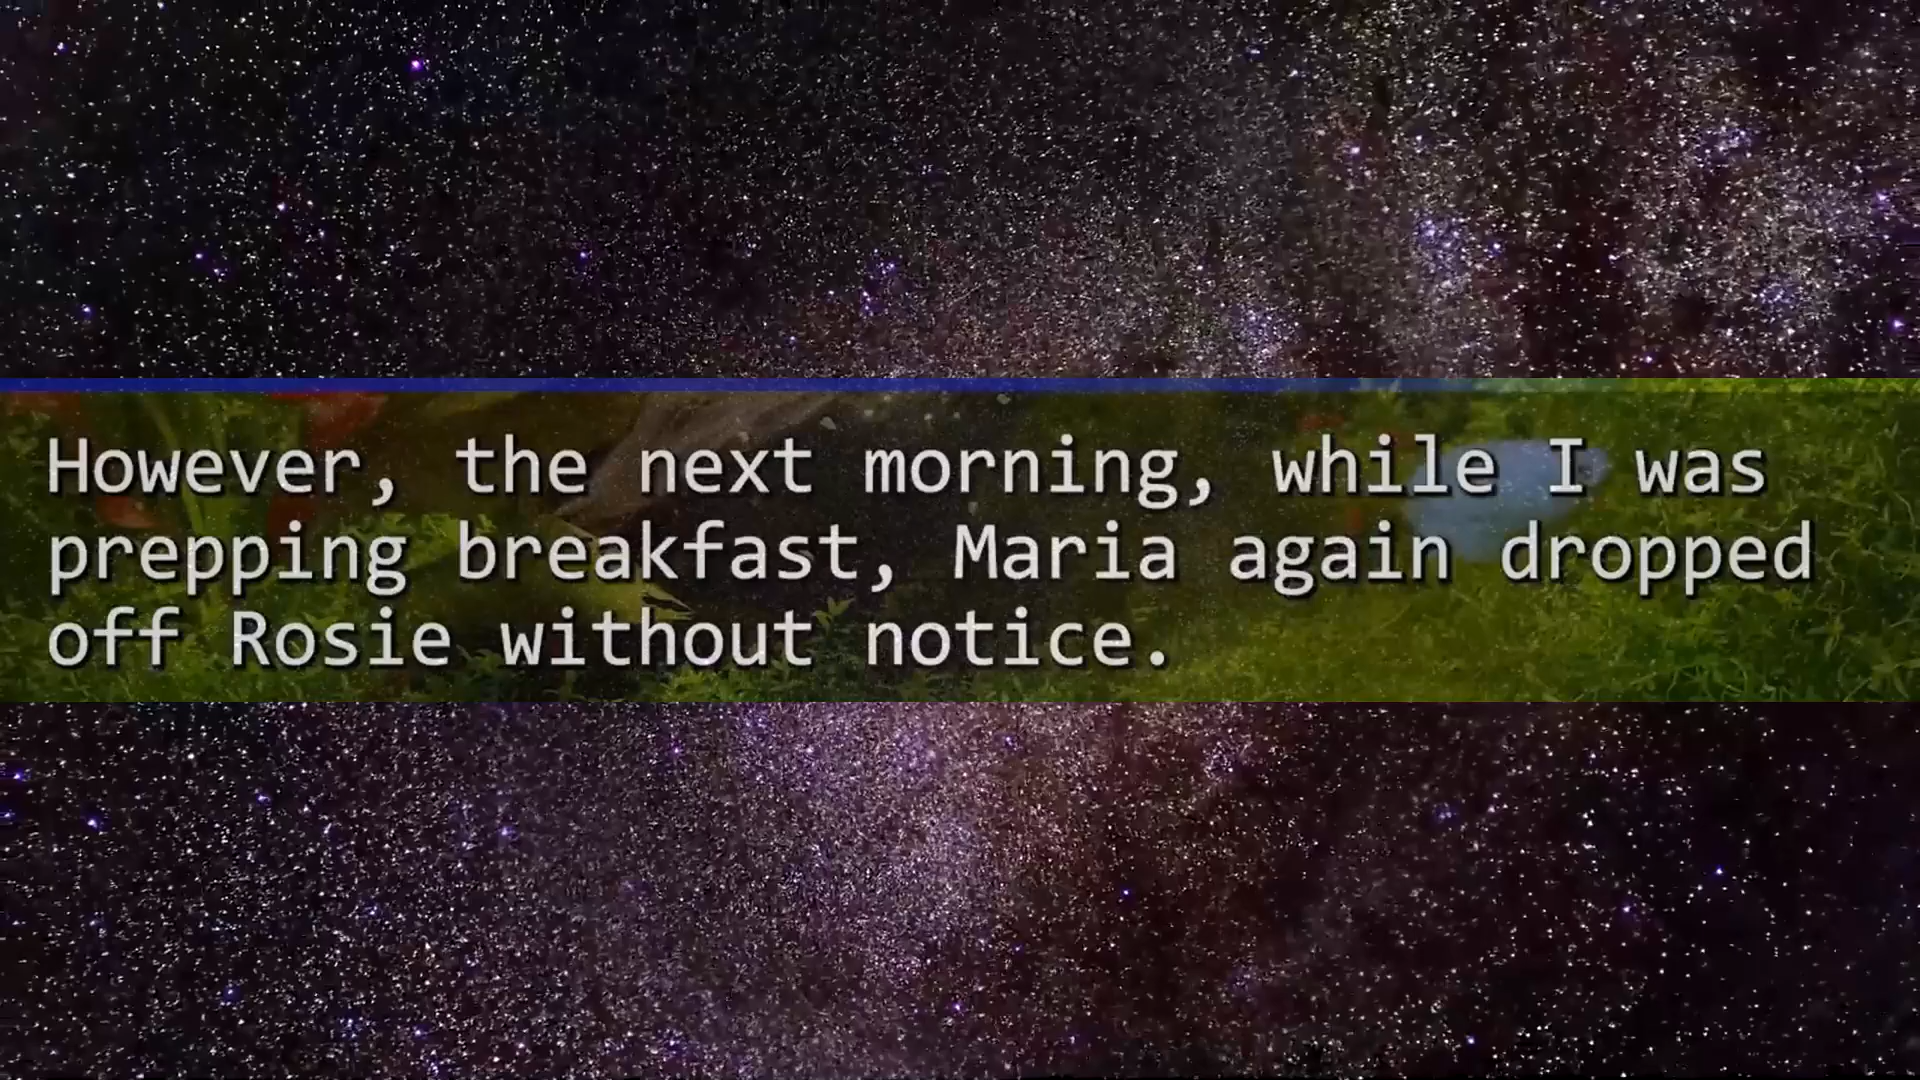 However, the next morning, while I was
prepping breakfast, Maria again dropped
off Rosie without notice.